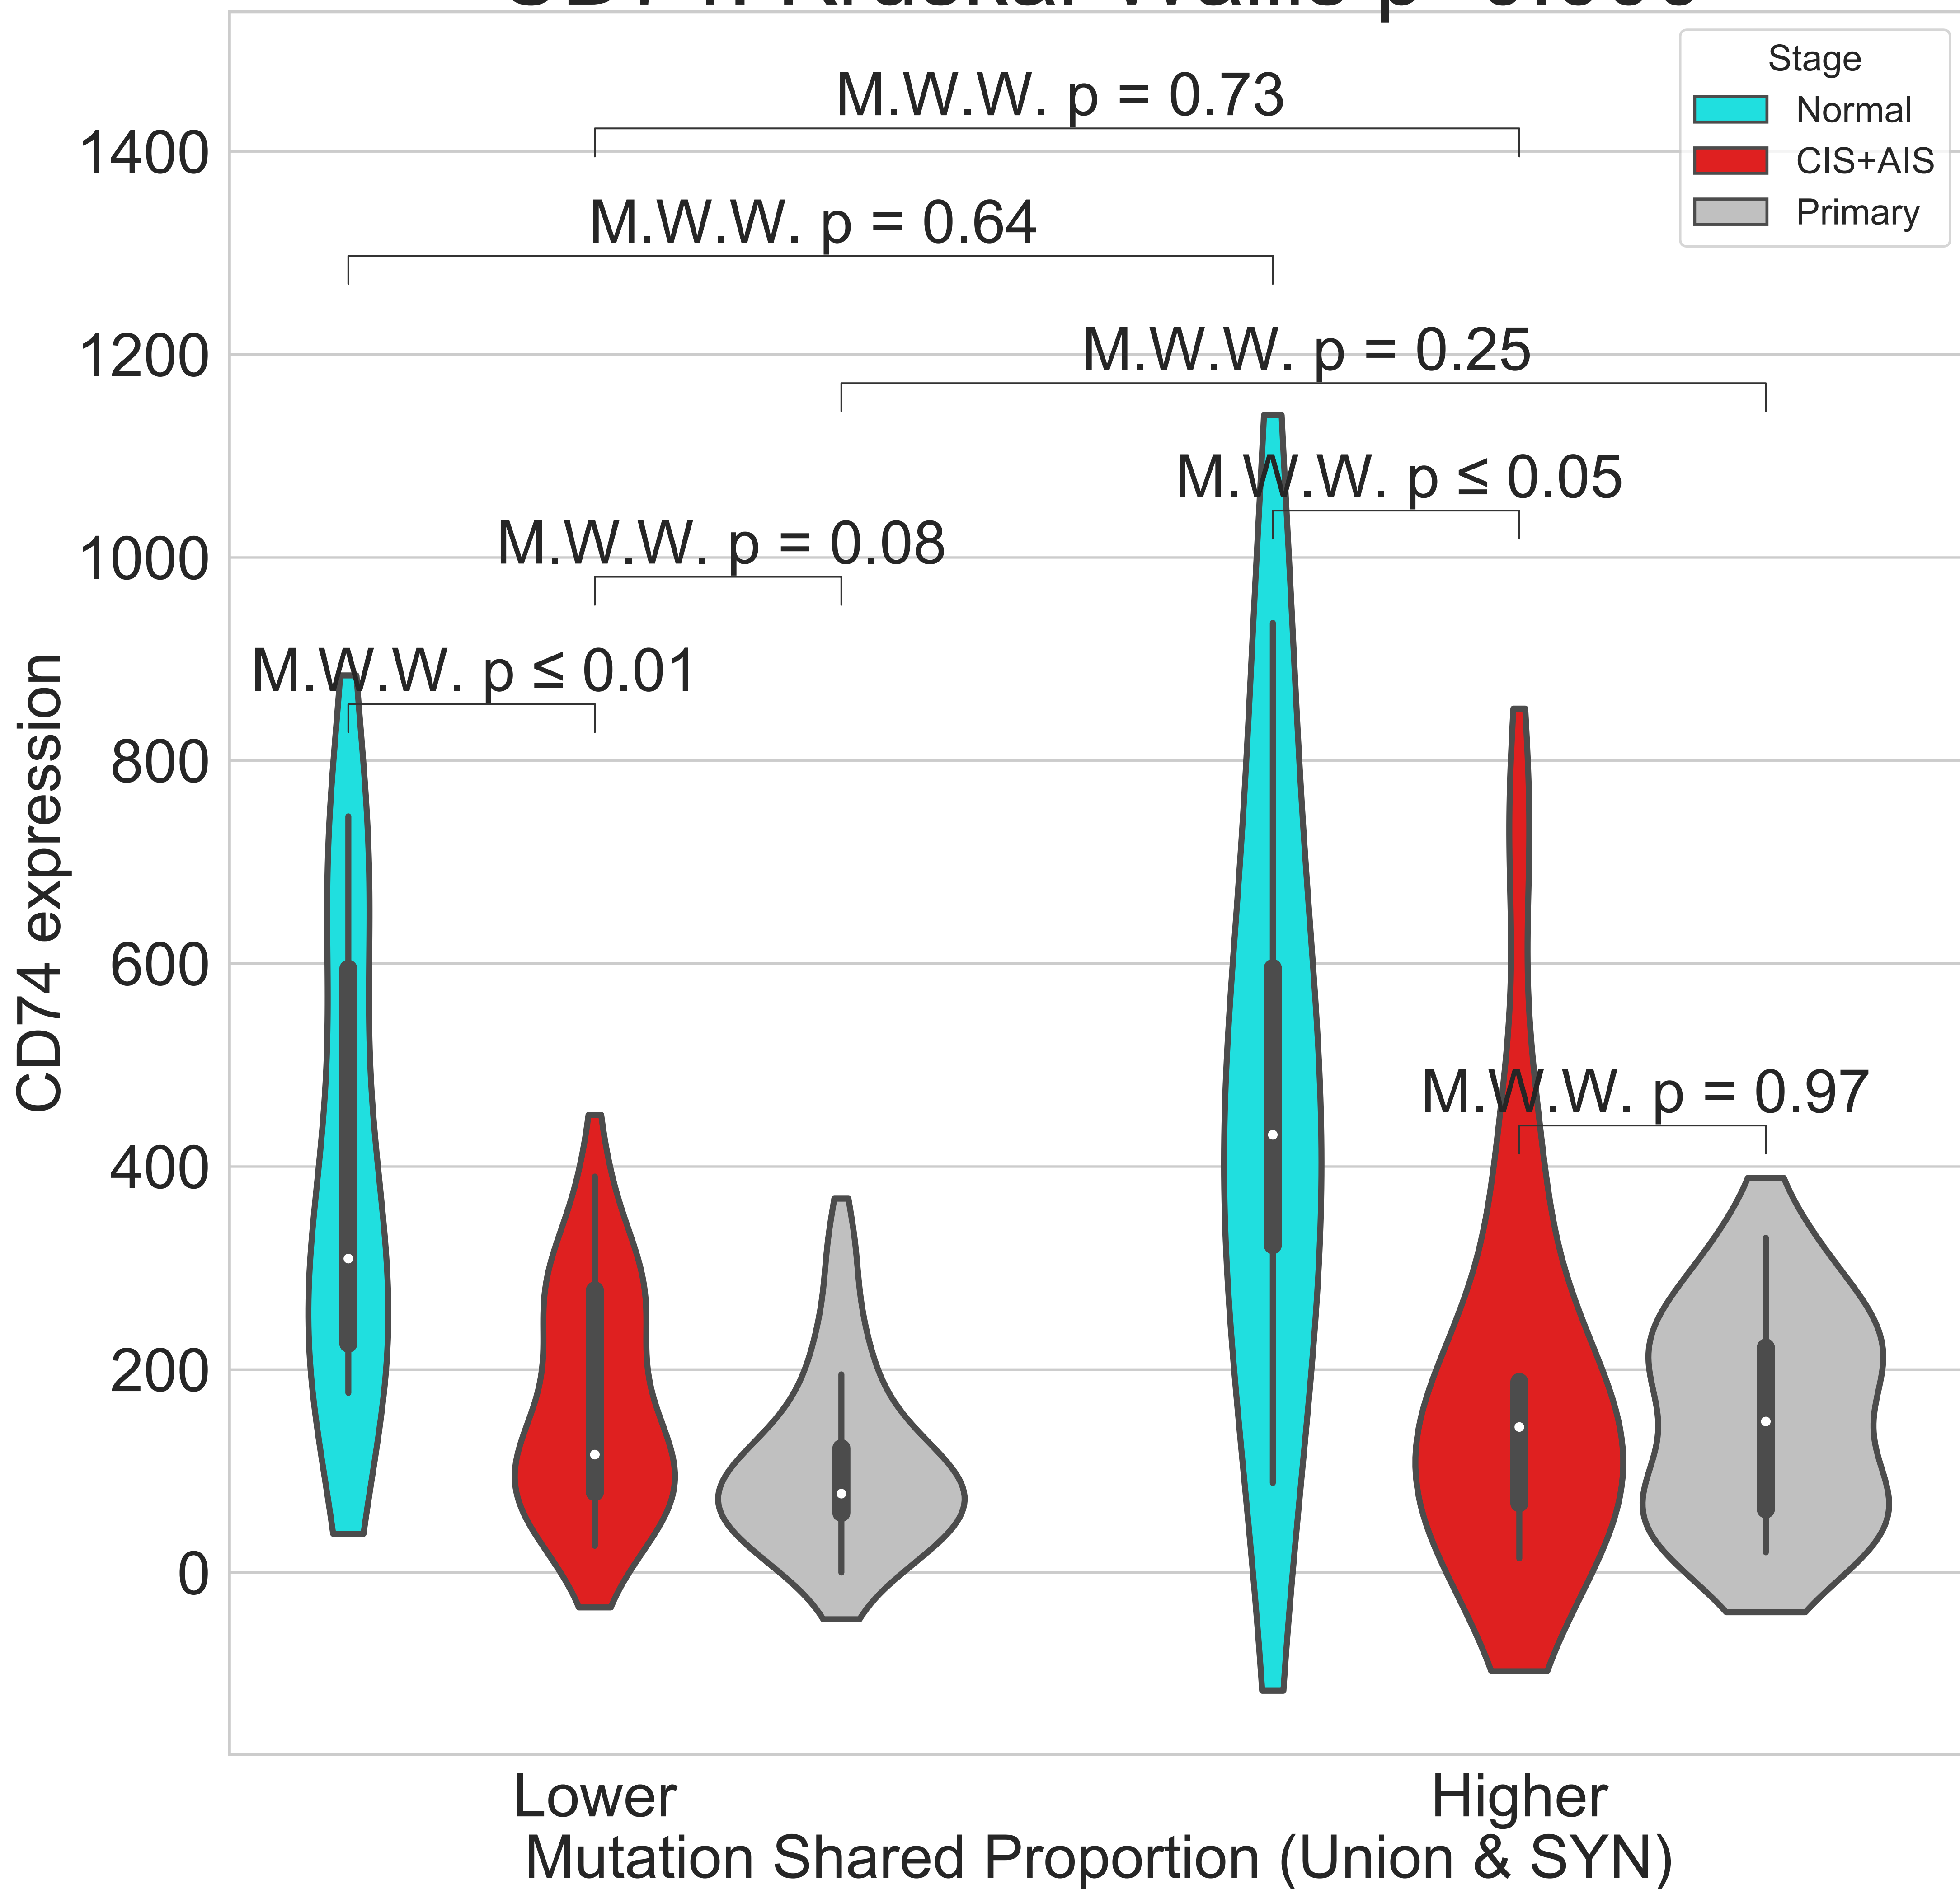 Stage
Normal
CIS+AIS
Primary
M.W.W. p = 0.73
M.W.W. p = 0.64
M.W.W. p = 0.25
M.W.W. p ≤ 0.05
M.W.W. p = 0.08
M.W.W. p ≤ 0.01
M.W.W. p = 0.97
CD74 expression
1400
1200
1000
800
600
400
200
0
Lower
Higher
Mutation Shared Proportion (Union & SYN)